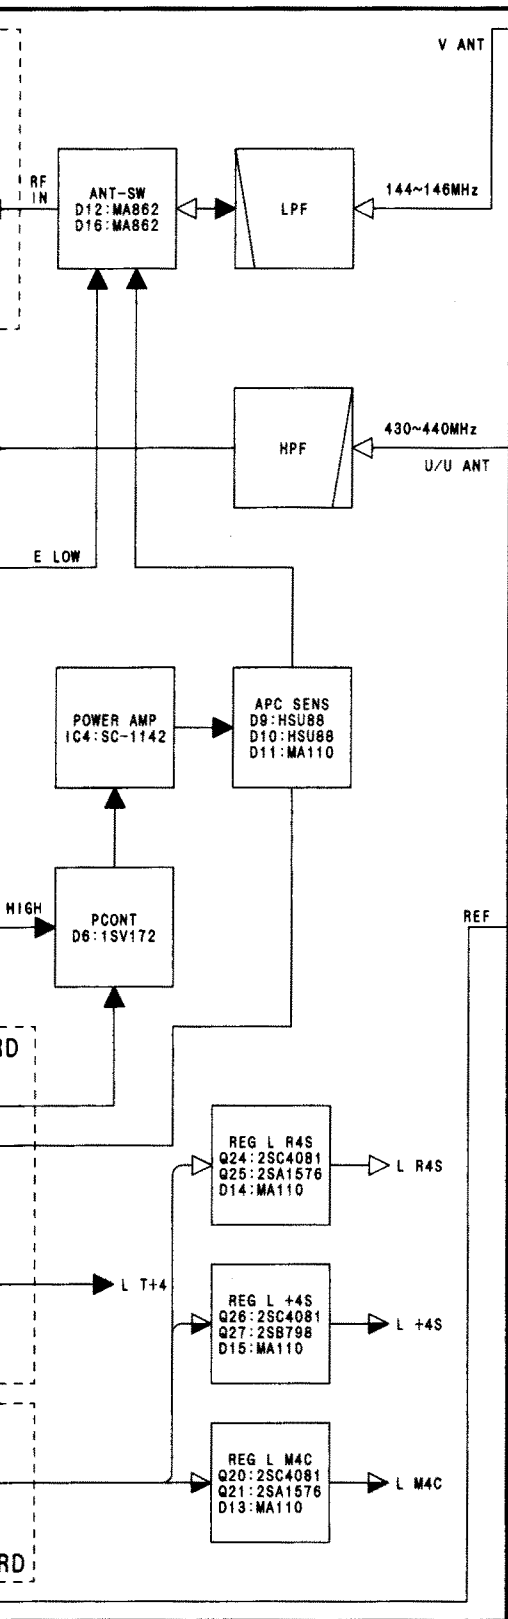 V ANT
RF
IN
ANT-SW
D12:MA862
D16:MA862
LPF
144~146MHz
HPF
430~440MHz
U/U ANT
E LOW
POWER AMP
IC4:SC-1142
APC SENS
D9:HSU88
D10:HSU88
D11:MA110
HIGH
PCONT
D6:1SV172
REF
RD
REG L R4S
Q24:2SC4081
Q25:2SA1576
D14:MA110
L R4S
L T+4
REG L +4S
Q26:2SC4081
Q27:2SB798
D15:MA110
L +4S
REG L M4C
Q20:2SC4081
Q21:2SA1576
D13:MA110
L M4C
RD